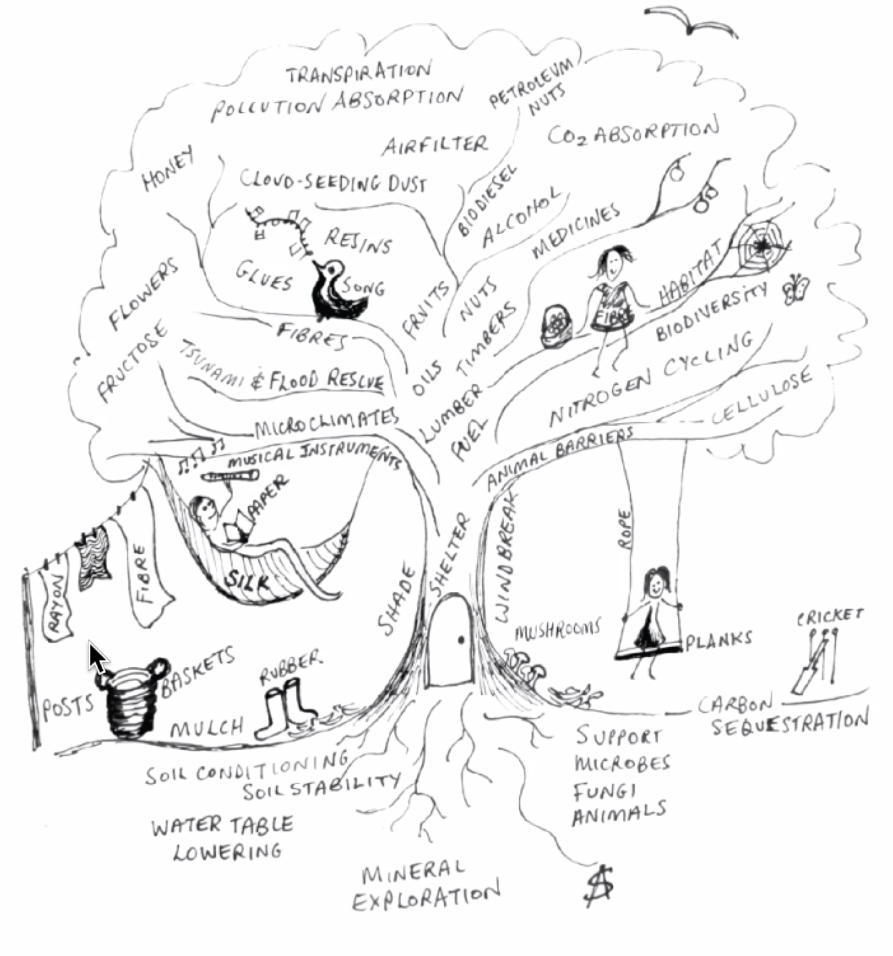 TRANSPIRATION
POLLUTION ABSORPTION
PETROLEUM
NUTS
AIRFILTER
CO2 ABSORPTION
HONEY
CLOUD-SEEDING DUST
BIODIESEL
ALCOHOL
MEDICINES
RESINS
GLUES
SONG
FLOWERS
FRUITS
NUTS
FIBRE
HABITAT
BIODIVERSITY
FIBRES
FRUCTOSE
TSUNAMI & FLOOD RESCUE
OILS
TIMBERS
LUMBER
FUEL
NITROGEN CYCLING
CELLULOSE
MICROCLIMATES
MUSICAL INSTRUMENTS
ANIMAL BARRIERS
PAPER
SILK
RAYON
FIBRE
SHADE
SHELTER
WINDBREAK
ROPE
MUSHROOMS
PLANKS
CRICKET
POSTS
BASKETS
RUBBER
MULCH
CARBON
SEQUESTRATION
SOIL CONDITIONING
SOIL STABILITY
SUPPORT
MICROBES
FUNGI
ANIMALS
WATER TABLE
LOWERING
MINERAL
EXPLORATION
$